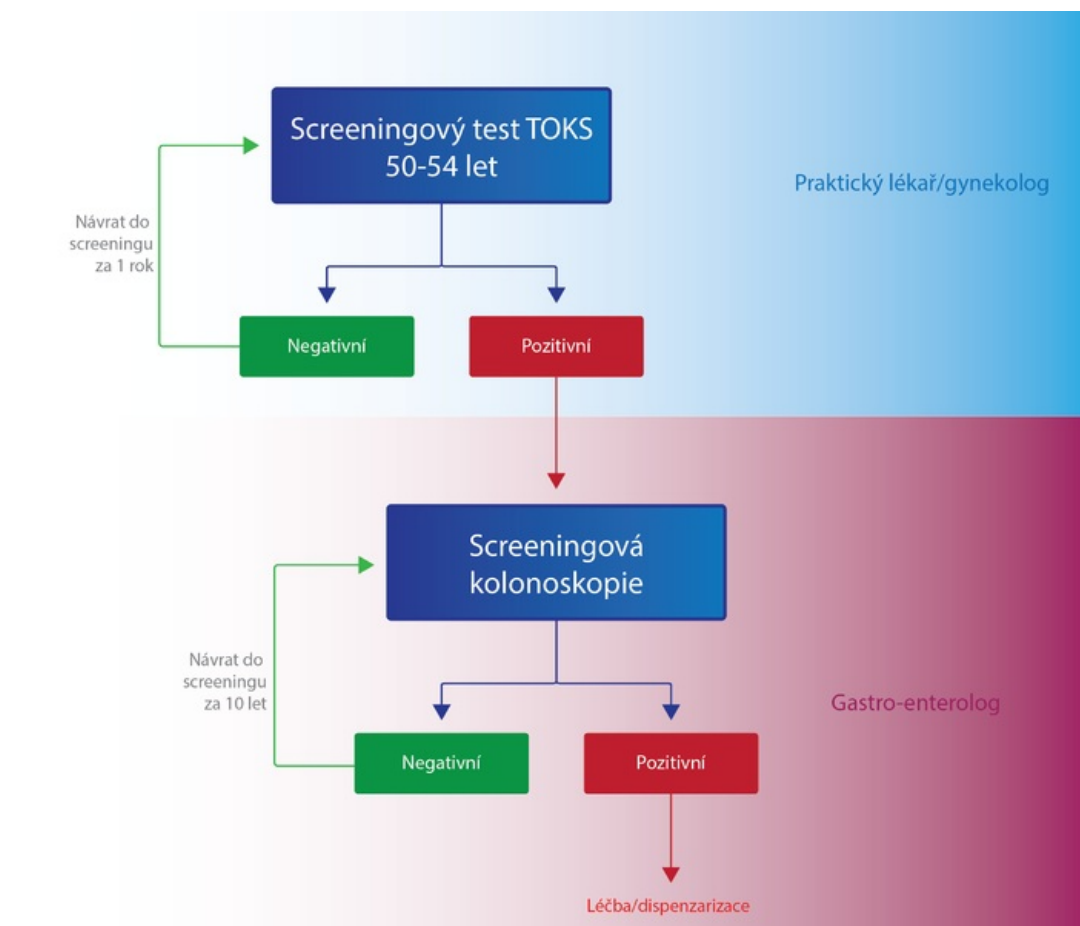 Screeningový test TOKS
50-54 let
Praktický lékař/gynekolog
Návrat do
screeningu
za 1 rok
Negativní
Pozitivní
Screeningová
kolonoskopie
Návrat do
screeningu
za 10 let
Gastro-enterolog
Negativní
Pozitivní
Léčba/dispenzarizace